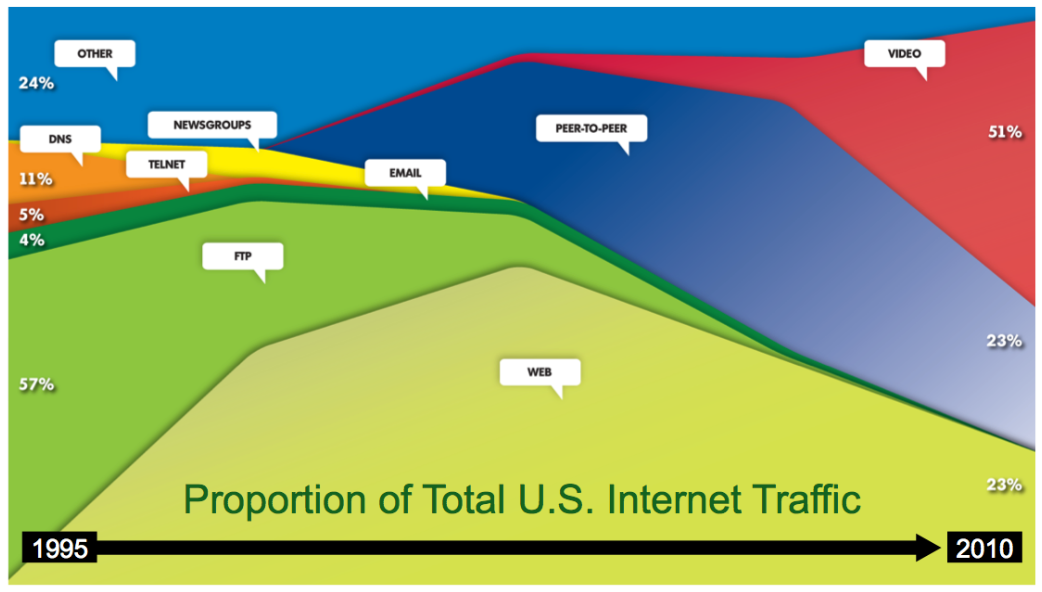 OTHER
24%
DNS
NEWSGROUPS
TELNET
11%
5%
4%
EMAIL
FTP
57%
PEER-TO-PEER
VIDEO
51%
WEB
23%
23%
Proportion of Total U.S. Internet Traffic
1995
2010